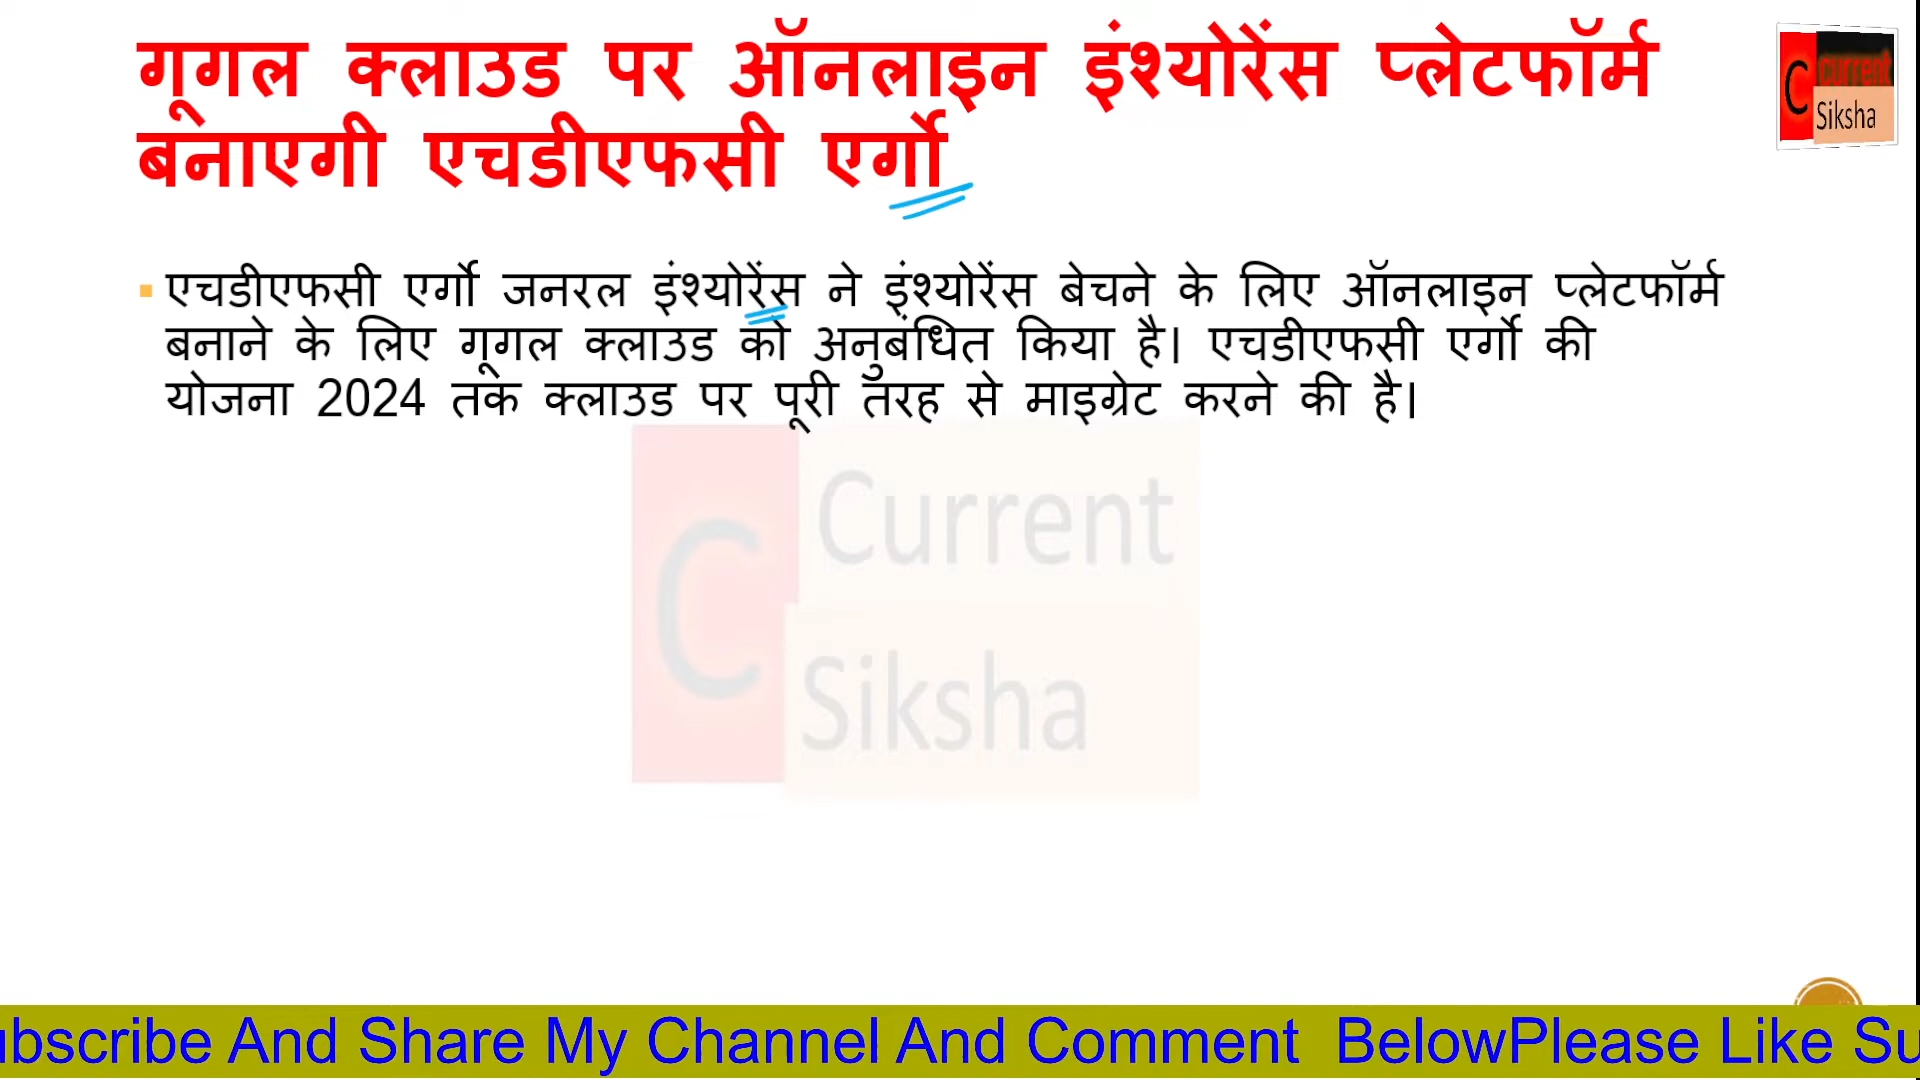 गूगल क्लाउड पर ऑनलाइन इंश्योरेंस प्लेटफॉर्म
बनाएगी एचडीएफसी एर्गो
C current
Siksha
▪ एचडीएफसी एर्गो जनरल इंश्योरेंस ने इंश्योरेंस बेचने के लिए ऑनलाइन प्लेटफॉर्म
बनाने के लिए गूगल क्लाउड को अनुबंधित किया है। एचडीएफसी एर्गो की
योजना 2024 तक क्लाउड पर पूरी तरह से माइग्रेट करने की है।
C Current
Siksha
ubscribe And Share My Channel And Comment BelowPlease Like Su